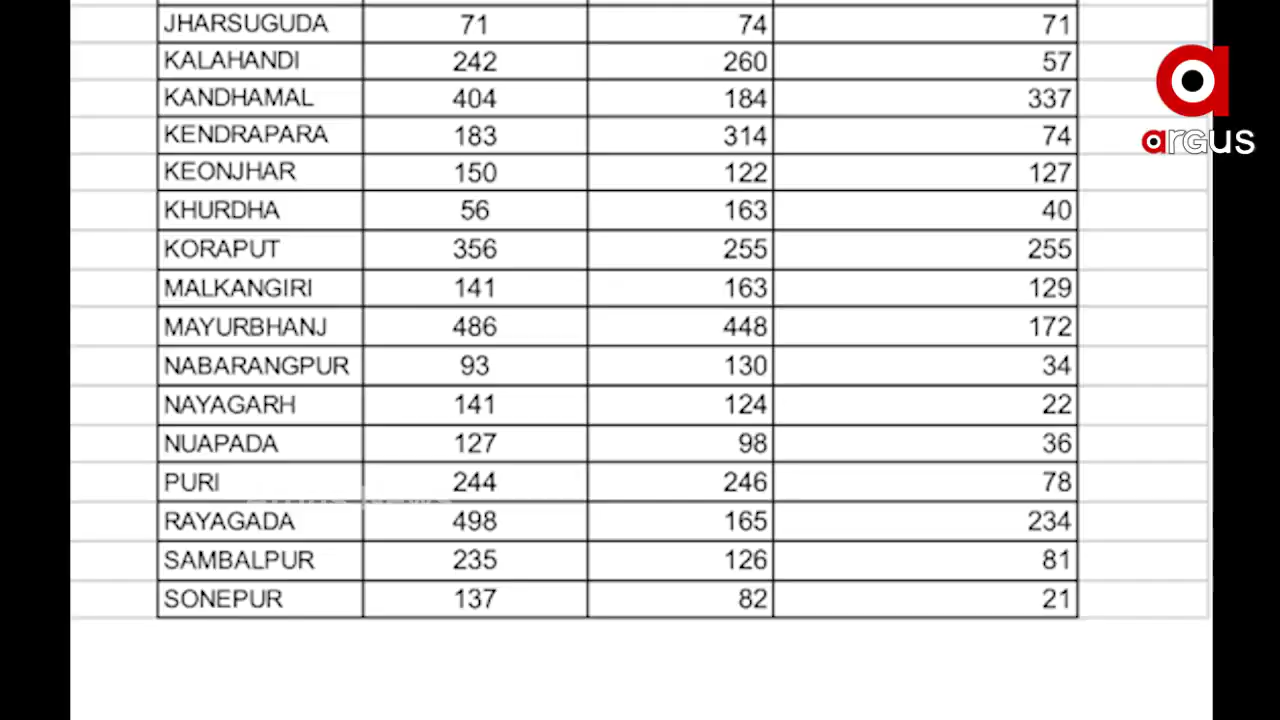 JHARSUGUDA 71 74 71
KALAHANDI 242 260 57
KANDHAMAL 404 184 337
KENDRAPARA 183 314 74
KEONJHAR 150 122 127
KHURDHA 56 163 40
KORAPUT 356 255 255
MALKANGIRI 141 163 129
MAYURBHANJ 486 448 172
NABARANGPUR 93 130 34
NAYAGARH 141 124 22
NUAPADA 127 98 36
PURI 244 246 78
RAYAGADA 498 165 234
SAMBALPUR 235 126 81
SONEPUR 137 82 21
argus